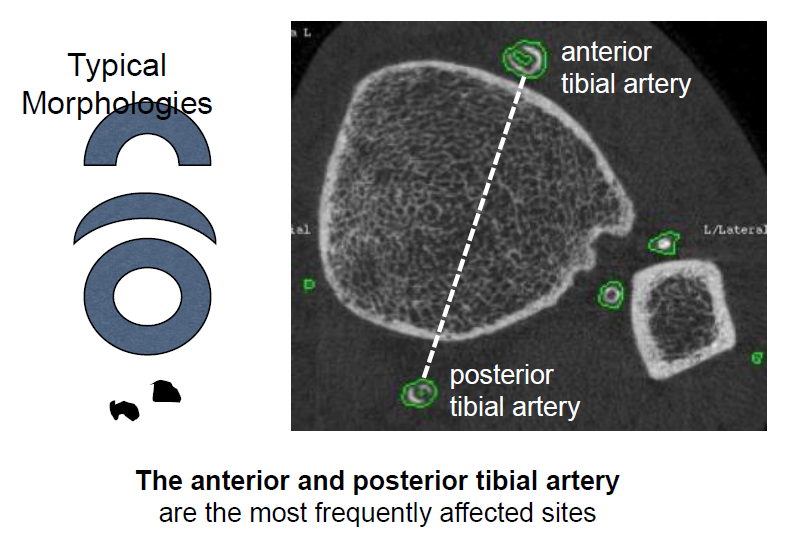 Typical
Morphologies
a L
anterior
tibial artery
ial
L/Lateral
posterior
tibial artery
The anterior and posterior tibial artery
are the most frequently affected sites